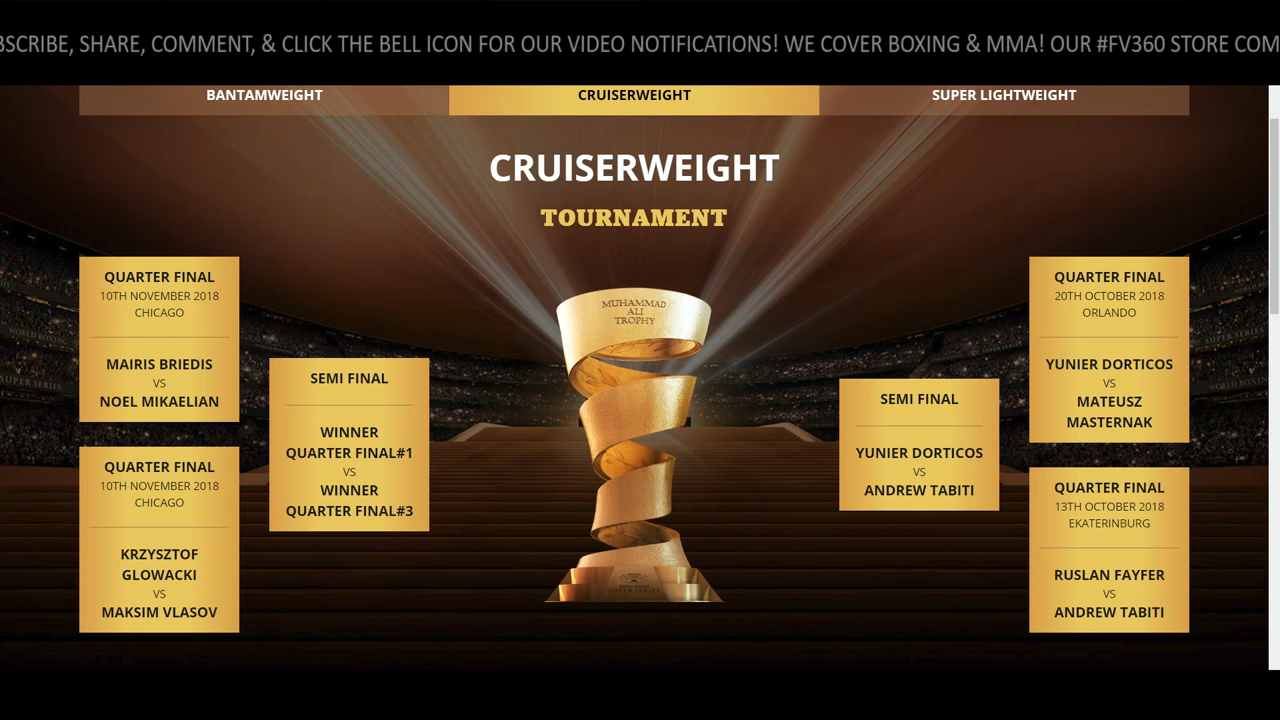 BSCRIBE, SHARE, COMMENT, & CLICK THE BELL ICON FOR OUR VIDEO NOTIFICATIONS! WE COVER BOXING & MMA! OUR #FV360 STORE COM
BANTAMWEIGHT
CRUISERWEIGHT
SUPER LIGHTWEIGHT
CRUISERWEIGHT
TOURNAMENT
QUARTER FINAL
10TH NOVEMBER 2018
CHICAGO
MAIRIS BRIEDIS
VS
NOEL MIKAELIAN
QUARTER FINAL
10TH NOVEMBER 2018
CHICAGO
KRZYSZTOF
GLOWACKI
VS
MAKSIM VLASOV
SEMI FINAL
WINNER
QUARTER FINAL#1
VS
WINNER
QUARTER FINAL#3
MUHAMMAD
ALI
TROPHY
SEMI FINAL
YUNIER DORTICOS
VS
ANDREW TABITI
QUARTER FINAL
20TH OCTOBER 2018
ORLANDO
YUNIER DORTICOS
VS
MATEUSZ
MASTERNAK
QUARTER FINAL
13TH OCTOBER 2018
EKATERINBURG
RUSLAN FAYFER
VS
ANDREW TABITI